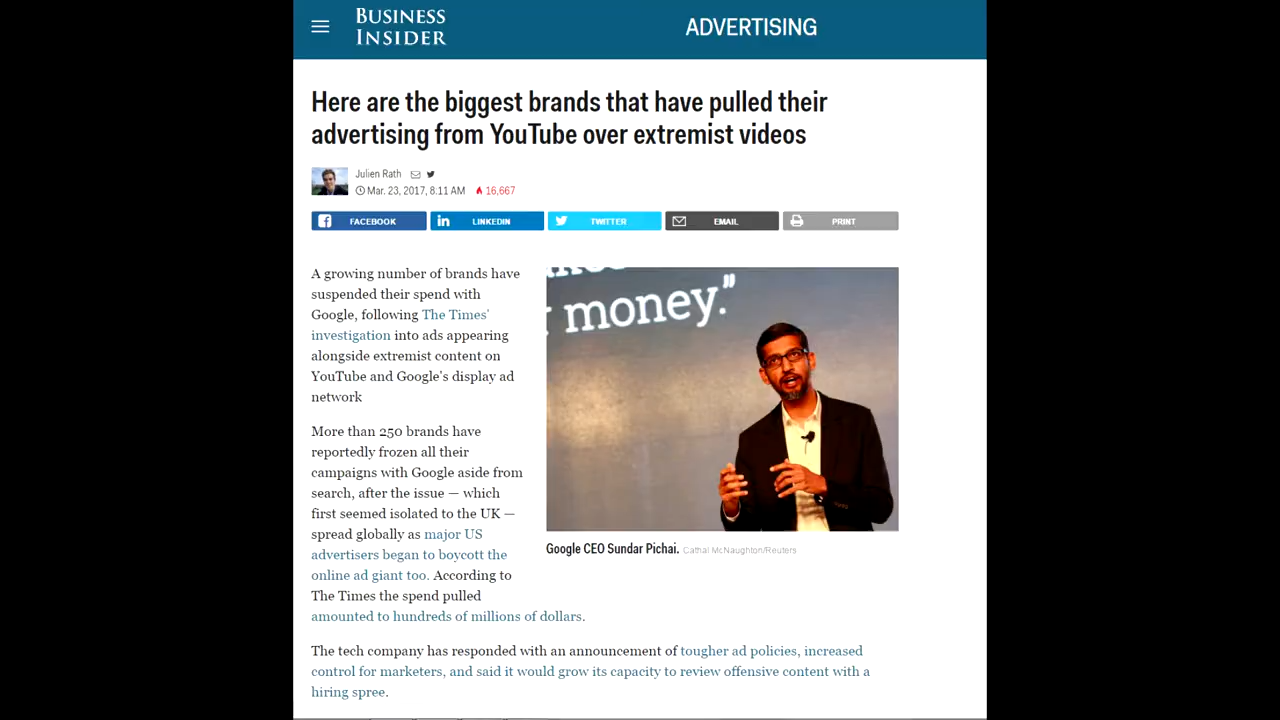 BUSINESS
INSIDER
ADVERTISING
Here are the biggest brands that have pulled their
advertising from YouTube over extremist videos
Julien Rath
Mar. 23, 2017, 8:11 AM 16,667
FACEBOOK
LINKEDIN
TWITTER
EMAIL
PRINT
A growing number of brands have
suspended their spend with
Google, following The Times'
investigation into ads appearing
alongside extremist content on
YouTube and Google's display ad
network
More than 250 brands have
reportedly frozen all their
campaigns with Google aside from
search, after the issue — which
first seemed isolated to the UK —
spread globally as major US
advertisers began to boycott the
online ad giant too. According to
The Times the spend pulled
amounted to hundreds of millions of dollars.
money."
Google CEO Sundar Pichai. Cathal McNaughton/Reuters
The tech company has responded with an announcement of tougher ad policies, increased
control for marketers, and said it would grow its capacity to review offensive content with a
hiring spree.